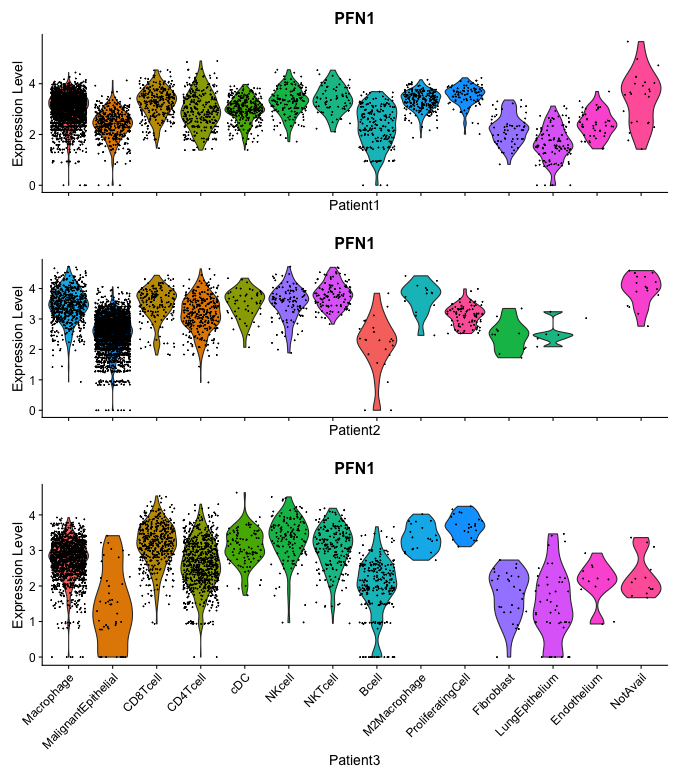 PFN1
Expression Level
4
2
0
Patient1
PFN1
Expression Level
4
3
2
1
0
Patient2
PFN1
Expression Level
4
3
2
1
0
Macrophage
MalignantEpithelial
CD8Tcell
CD4Tcell
cDC
NKcell
NKTcell
Bcell
M2Macrophage
ProliferatingCell
Fibroblast
LungEpithelium
Endothelium
NotAvail
Patient3